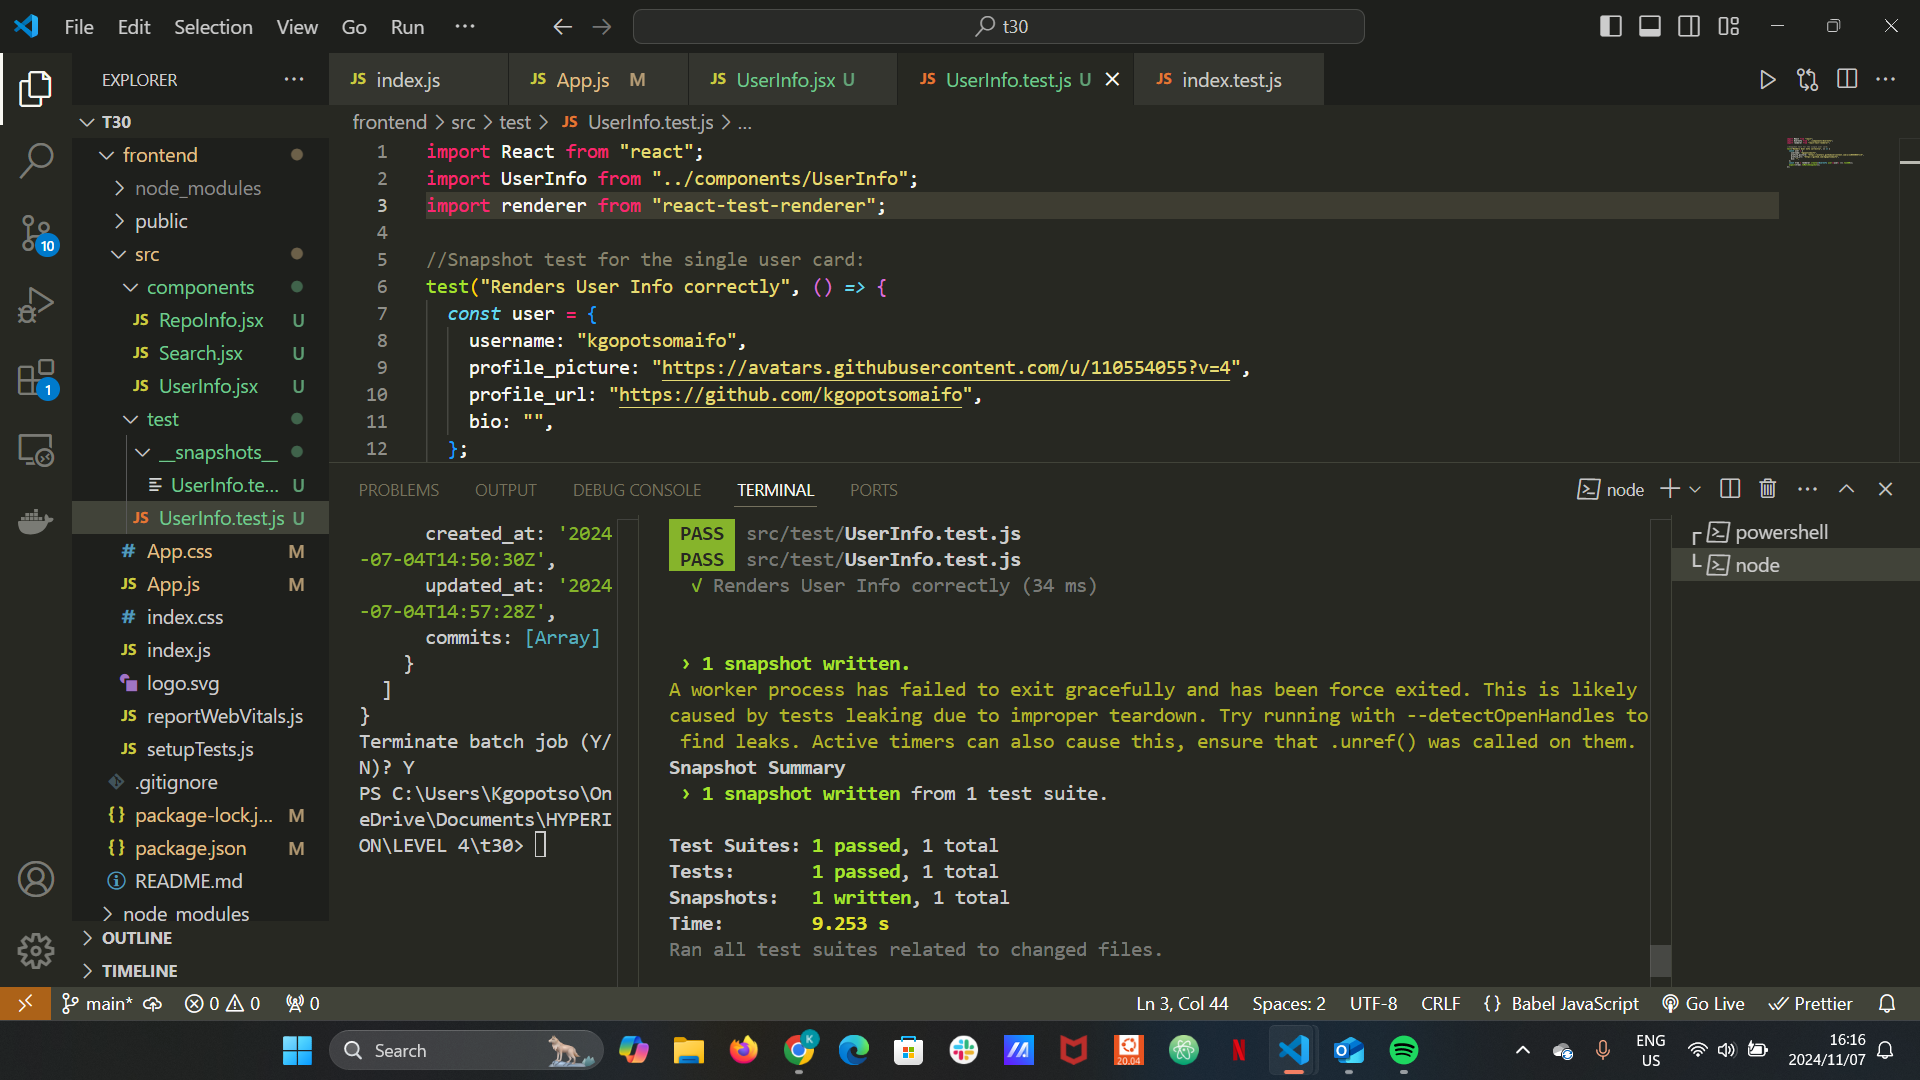 File Edit Selection View Go Run ···
t30
EXPLORER ···
JS index.js
JS App.js M
JS UserInfo.jsx U
JS UserInfo.test.js U
JS index.test.js
T30
frontend
node_modules
public
src
components
JS RepoInfo.jsx U
JS Search.jsx U
JS UserInfo.jsx U
test
__snapshots__
UserInfo.te... U
JS UserInfo.test.js U
# App.css M
JS App.js M
# index.css
JS index.js
logo.svg
JS reportWebVitals.js
JS setupTests.js
.gitignore
{} package-lock.j... M
{} package.json M
README.md
node_modules
OUTLINE
TIMELINE
10
1
frontend > src > test > JS UserInfo.test.js > ...
1 import React from "react";
2 import UserInfo from "../components/UserInfo";
3 import renderer from "react-test-renderer";
4
5 //Snapshot test for the single user card:
6 test("Renders User Info correctly", () => {
7 const user = {
8 username: "kgopotsomaifo",
9 profile_picture: "https://avatars.githubusercontent.com/u/110554055?v=4",
10 profile_url: "https://github.com/kgopotsomaifo",
11 bio: "",
12 };
PROBLEMS OUTPUT DEBUG CONSOLE TERMINAL PORTS
node
created_at: '2024
-07-04T14:50:30Z',
updated_at: '2024
-07-04T14:57:28Z',
commits: [Array]
}
]
}
Terminate batch job (Y/
N)? Y
PS C:\Users\Kgopotso\On
eDrive\Documents\HYPERI
ON\LEVEL 4\t30>
PASS src/test/UserInfo.test.js
PASS src/test/UserInfo.test.js
√ Renders User Info correctly (34 ms)
› 1 snapshot written.
A worker process has failed to exit gracefully and has been force exited. This is likely
caused by tests leaking due to improper teardown. Try running with --detectOpenHandles to
find leaks. Active timers can also cause this, ensure that .unref() was called on them.
Snapshot Summary
› 1 snapshot written from 1 test suite.
Test Suites: 1 passed, 1 total
Tests: 1 passed, 1 total
Snapshots: 1 written, 1 total
Time: 9.253 s
Ran all test suites related to changed files.
powershell
node
main* 0 0 0
Ln 3, Col 44 Spaces: 2 UTF-8 CRLF {} Babel JavaScript Go Live Prettier
Search
K
20.04
N
ENG
US
16:16
2024/11/07